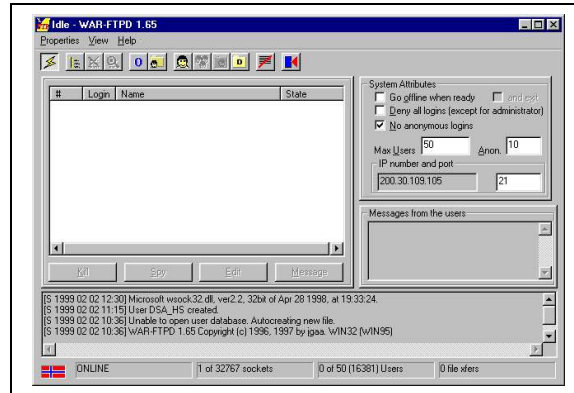 Idle - WAR-FTPD 1.65
Properties View Help
# Login Name State
System Attributes
Go offline when ready and exit
Deny all logins (except for administrator)
No anonymous logins
Max Users 50 Anon. 10
IP number and port
200.30.109.105 21
Messages from the users
Kill Spy Edit Message
[S 1999 02 02 12:30] Microsoft wsock32.dll, ver2.2, 32bit of Apr 28 1998, at 19:33:24.
[S 1999 02 02 11:15] User DSA_HS created.
[S 1999 02 02 10:36] Unable to open user database. Autocreating new file.
[S 1999 02 02 10:36] WAR-FTPD 1.65 Copyright (c) 1996, 1997 by jgaa. WIN32 (WIN95)
ONLINE 1 of 32767 sockets 0 of 50 (16381) Users 0 file xfers